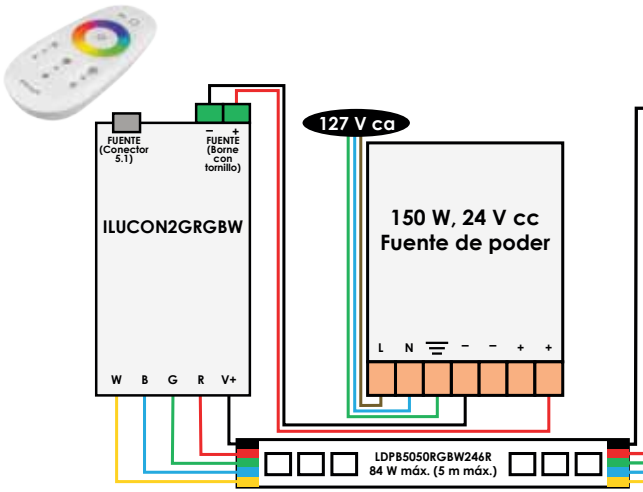 127 V ca
– +
FUENTE
(Conector
5.1)
FUENTE
(Borne
con
tornillo)
ILUCON2GRGBW
150 W, 24 V cc
Fuente de poder
L N – – + +
W B G R V+
LDPB5050RGBW246R
84 W máx. (5 m máx.)